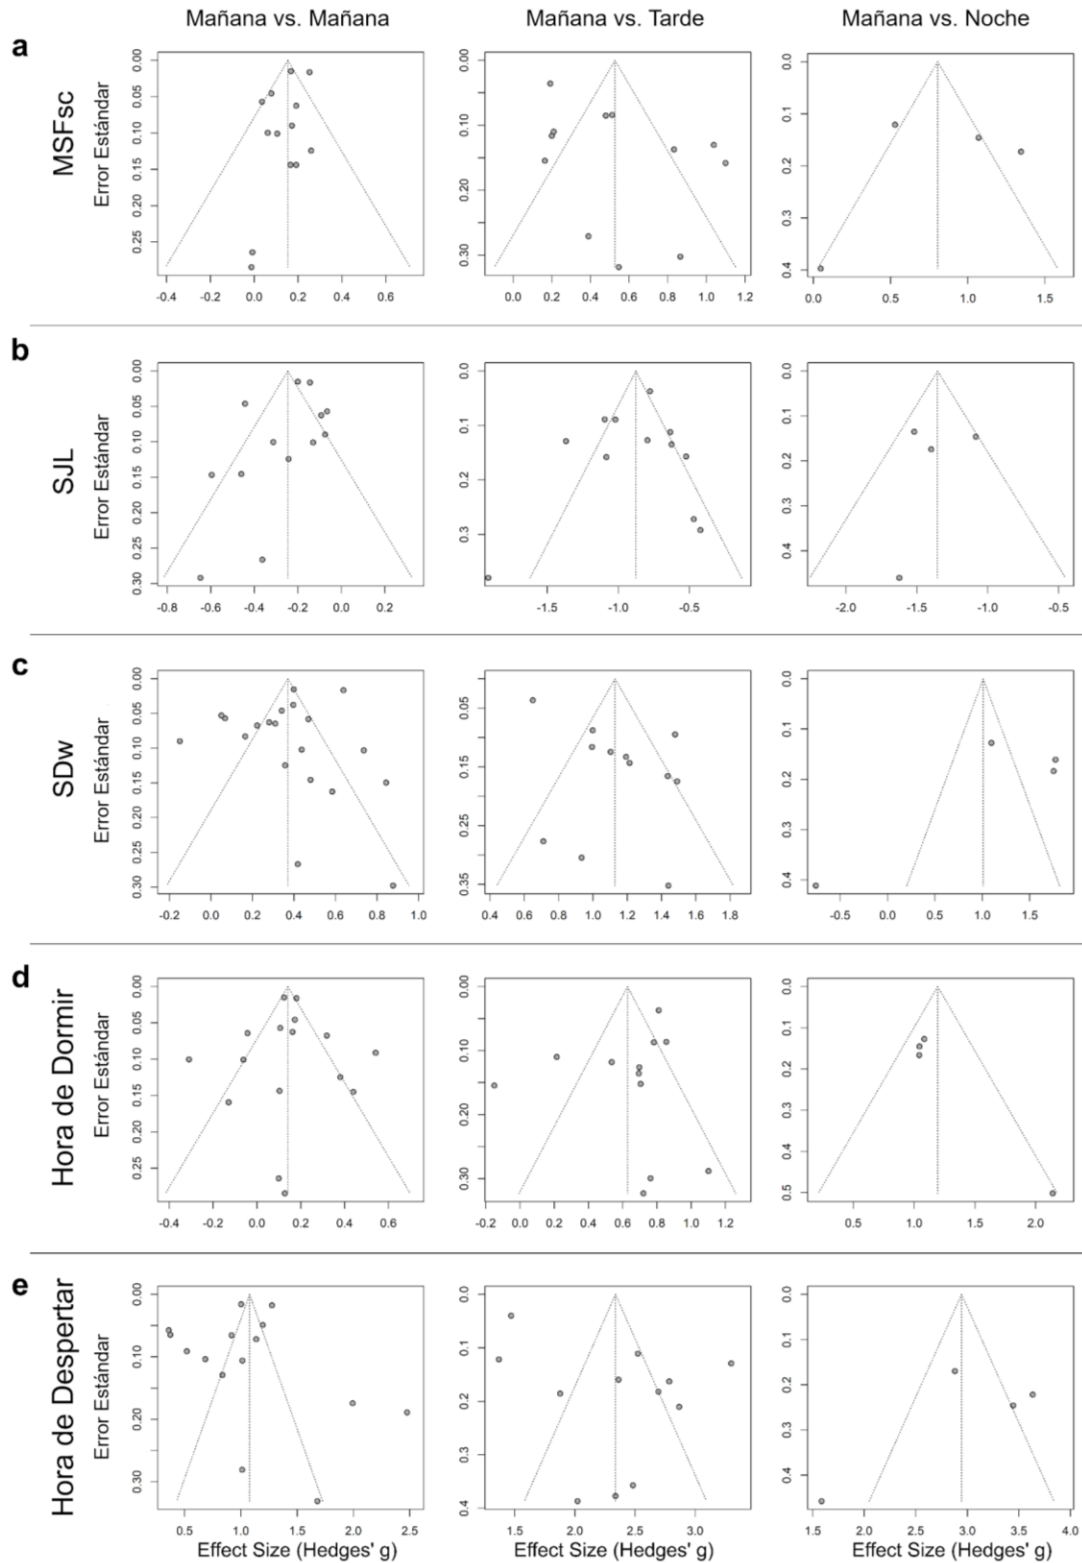 Mañana vs. Mañana Mañana vs. Tarde Mañana vs. Noche
a
MSFsc
Error Estándar
0.00 0.05 0.10 0.15 0.20 0.25
-0.4 -0.2 0.0 0.2 0.4 0.6
0.00 0.10 0.20 0.30
0.0 0.2 0.4 0.6 0.8 1.0 1.2
0.0 0.1 0.2 0.3 0.4
0.0 0.5 1.0 1.5
b
SJL
Error Estándar
0.00 0.05 0.10 0.15 0.20 0.25 0.30
-0.8 -0.6 -0.4 -0.2 0.0 0.2
0.0 0.1 0.2 0.3
-1.5 -1.0 -0.5
0.0 0.1 0.2 0.3 0.4
-2.0 -1.5 -1.0 -0.5
c
SDw
Error Estándar
0.00 0.05 0.10 0.15 0.20 0.25 0.30
-0.2 0.0 0.2 0.4 0.6 0.8 1.0
0.05 0.15 0.25 0.35
0.4 0.6 0.8 1.0 1.2 1.4 1.6 1.8
0.0 0.1 0.2 0.3 0.4
-0.5 0.0 0.5 1.0 1.5
d
Hora de Dormir
Error Estándar
0.00 0.05 0.10 0.15 0.20 0.25
-0.4 -0.2 0.0 0.2 0.4 0.6
0.00 0.10 0.20 0.30
-0.2 0.0 0.2 0.4 0.6 0.8 1.0 1.2
0.0 0.1 0.2 0.3 0.4 0.5
0.5 1.0 1.5 2.0
e
Hora de Despertar
Error Estándar
0.00 0.10 0.20 0.30
0.5 1.0 1.5 2.0 2.5
0.0 0.1 0.2 0.3 0.4
1.5 2.0 2.5 3.0
0.0 0.1 0.2 0.3 0.4
1.5 2.0 2.5 3.0 3.5 4.0
Effect Size (Hedges' g) Effect Size (Hedges' g) Effect Size (Hedges' g)